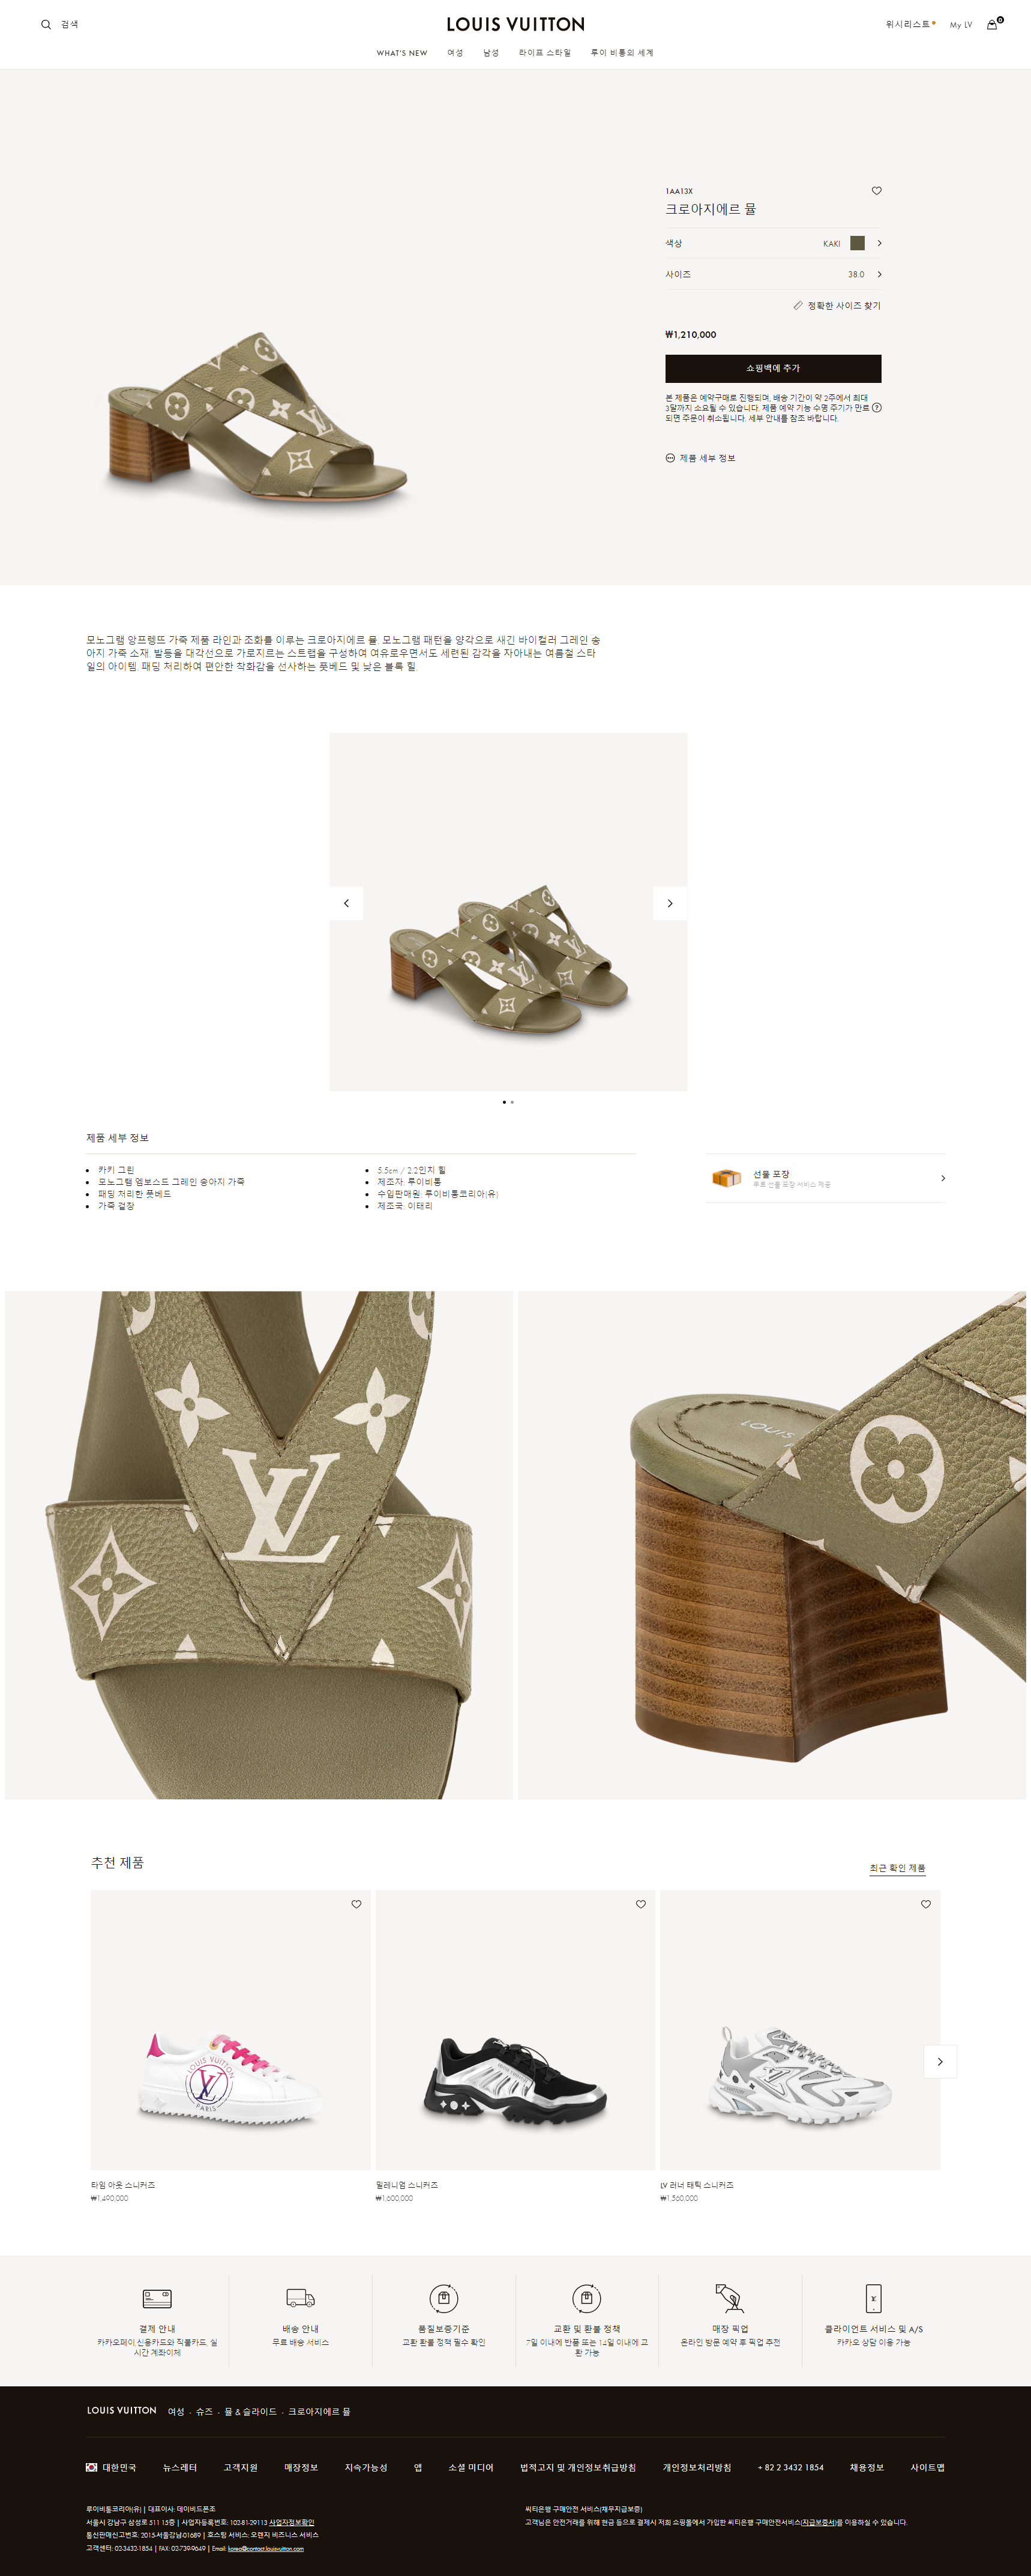 검색
LOUIS VUITTON
위시리스트
My LV
0
WHAT'S NEW 여성 남성 라이프 스타일 루이 비통의 세계
1AA13X
크로아지에르 뮬
색상 KAKI
사이즈 38.0
정확한 사이즈 찾기
₩1,210,000
쇼핑백에 추가
본 제품은 예약구매로 진행되며, 배송 기간이 약 2주에서 최대
3달까지 소요될 수 있습니다. 제품 예약 가능 수명 주기가 만료
되면 주문이 취소됩니다. 세부 안내를 참조 바랍니다.
제품 세부 정보
모노그램 앙프렝뜨 가죽 제품 라인과 조화를 이루는 크로아지에르 뮬. 모노그램 패턴을 양각으로 새긴 바이컬러 그레인 송
아지 가죽 소재. 발등을 대각선으로 가로지르는 스트랩을 구성하여 여유로우면서도 세련된 감각을 자아내는 여름철 스타
일의 아이템. 패딩 처리하여 편안한 착화감을 선사하는 풋베드 및 낮은 블록 힐.
제품 세부 정보
카키 그린
모노그램 엠보스드 그레인 송아지 가죽
패딩 처리한 풋베드
가죽 겉창
5.5cm / 2.2인치 힐
제조자: 루이비통
수입판매원: 루이비통코리아(유)
제조국: 이태리
선물 포장
무료 선물 포장 서비스 제공
LV
추천 제품
최근 확인 제품
LOUIS VUITTON
PARIS
타임 아웃 스니커즈
₩1,490,000
밀레니엄 스니커즈
₩1,600,000
LV 러너 태틱 스니커즈
₩1,560,000
결제 안내
카카오페이,신용카드와 직불카드, 실
시간 계좌이체
배송 안내
무료 배송 서비스
품질보증기준
교환 환불 정책 필수 확인
교환 및 환불 정책
7일 이내에 반품 또는 14일 이내에 교
환 가능
매장 픽업
온라인 방문 예약 후 픽업 추천
클라이언트 서비스 및 A/S
카카오 상담 이용 가능
LOUIS VUITTON 여성 · 슈즈 · 뮬 & 슬라이드 · 크로아지에르 뮬
대한민국 뉴스레터 고객지원 매장정보 지속가능성 앱 소셜 미디어 법적고지 및 개인정보취급방침 개인정보처리방침 + 82 2 3432 1854 채용정보 사이트맵
루이비통코리아(유) | 대표이사: 데이비드폰조
서울시 강남구 삼성로 511 15층 | 사업자등록번호: 102-81-29113 사업자정보확인
통신판매신고번호: 2015-서울강남-01689 | 호스팅 서비스: 오렌지 비즈니스 서비스
고객센터: 02-3432-1854 | FAX: 02-739-9649 | Email: korea@contact.louisvuitton.com
씨티은행 구매안전 서비스(채무지급보증)
고객님은 안전거래를 위해 현금 등으로 결제시 저희 쇼핑몰에서 가입한 씨티은행 구매안전서비스(지급보증서)를 이용하실 수 있습니다.